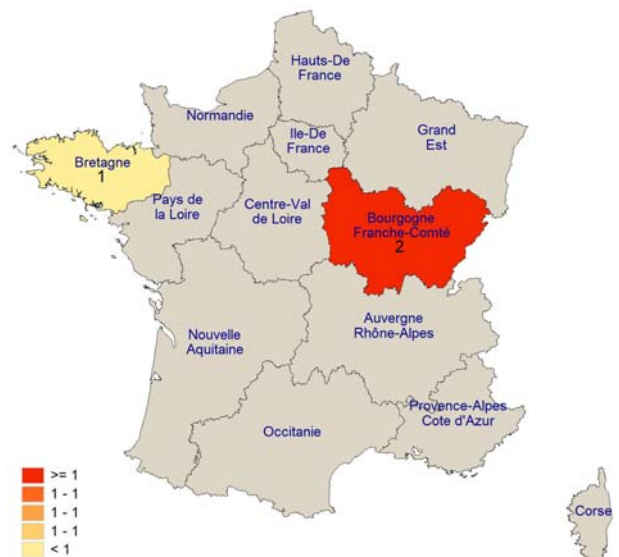 Hauts-De
France
Normandie
Ile-De
France
Grand
Est
Bretagne
1
Pays de
la Loire
Centre-Val
de Loire
Bourgogne
Franche-Comté
2
Auvergne
Rhône-Alpes
Nouvelle
Aquitaine
Provence-Alpes
Cote d'Azur
Occitanie
Corse
>= 1
1 - 1
1 - 1
1 - 1
< 1